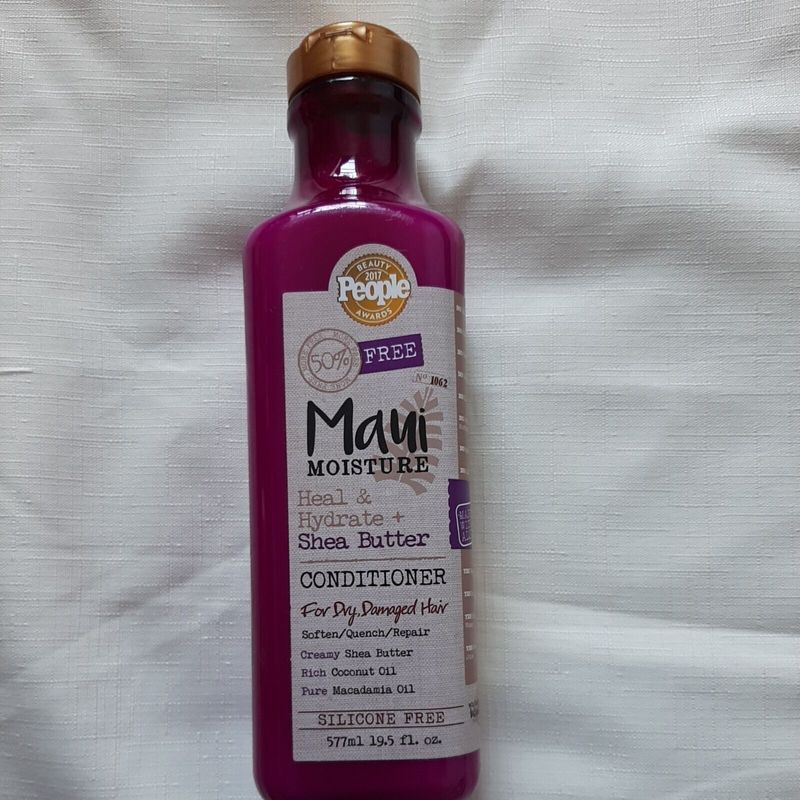 BEAUTY
2017
People
AWARDS
50%
FREE
Nº 1062
Maui
MOISTURE
Heal &
Hydrate +
Shea Butter
CONDITIONER
For Dry, Damaged Hair
Soften/Quench/Repair
Creamy Shea Butter
Rich Coconut Oil
Pure Macadamia Oil
SILICONE FREE
577ml 19.5 fl. oz.